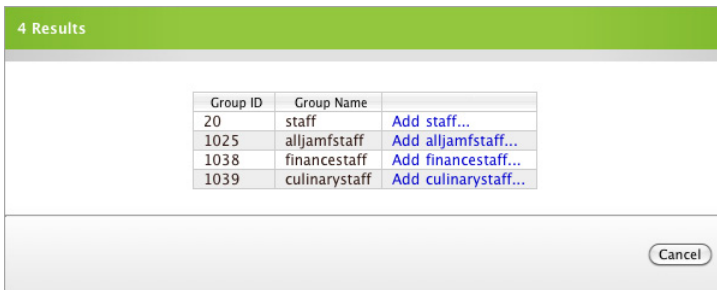 4 Results
Group ID Group Name
20 staff Add staff...
1025 alljamfstaff Add alljamfstaff...
1038 financestaff Add financestaff...
1039 culinarystaff Add culinarystaff...
Cancel